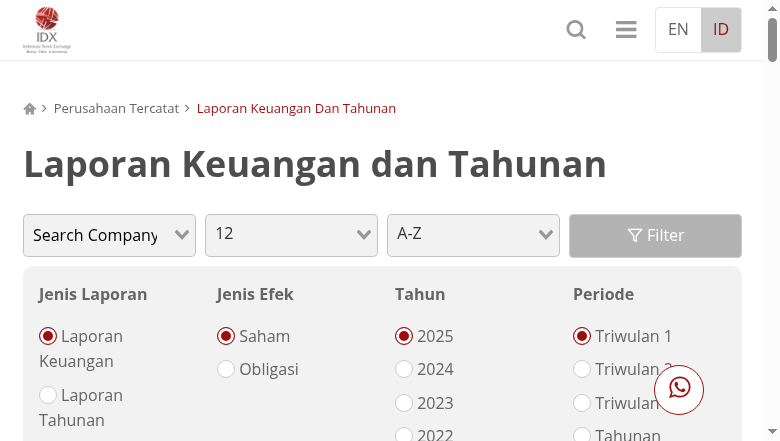 IDX
Indonesia Stock Exchange
Bursa Efek Indonesia
EN
ID
Perusahaan Tercatat
Laporan Keuangan Dan Tahunan
Laporan Keuangan dan Tahunan
Search Company
12
A-Z
Filter
Jenis Laporan
Laporan
Keuangan
Laporan
Tahunan
Jenis Efek
Saham
Obligasi
Tahun
2025
2024
2023
2022
Periode
Triwulan 1
Triwulan
Triwulan
Tahunan